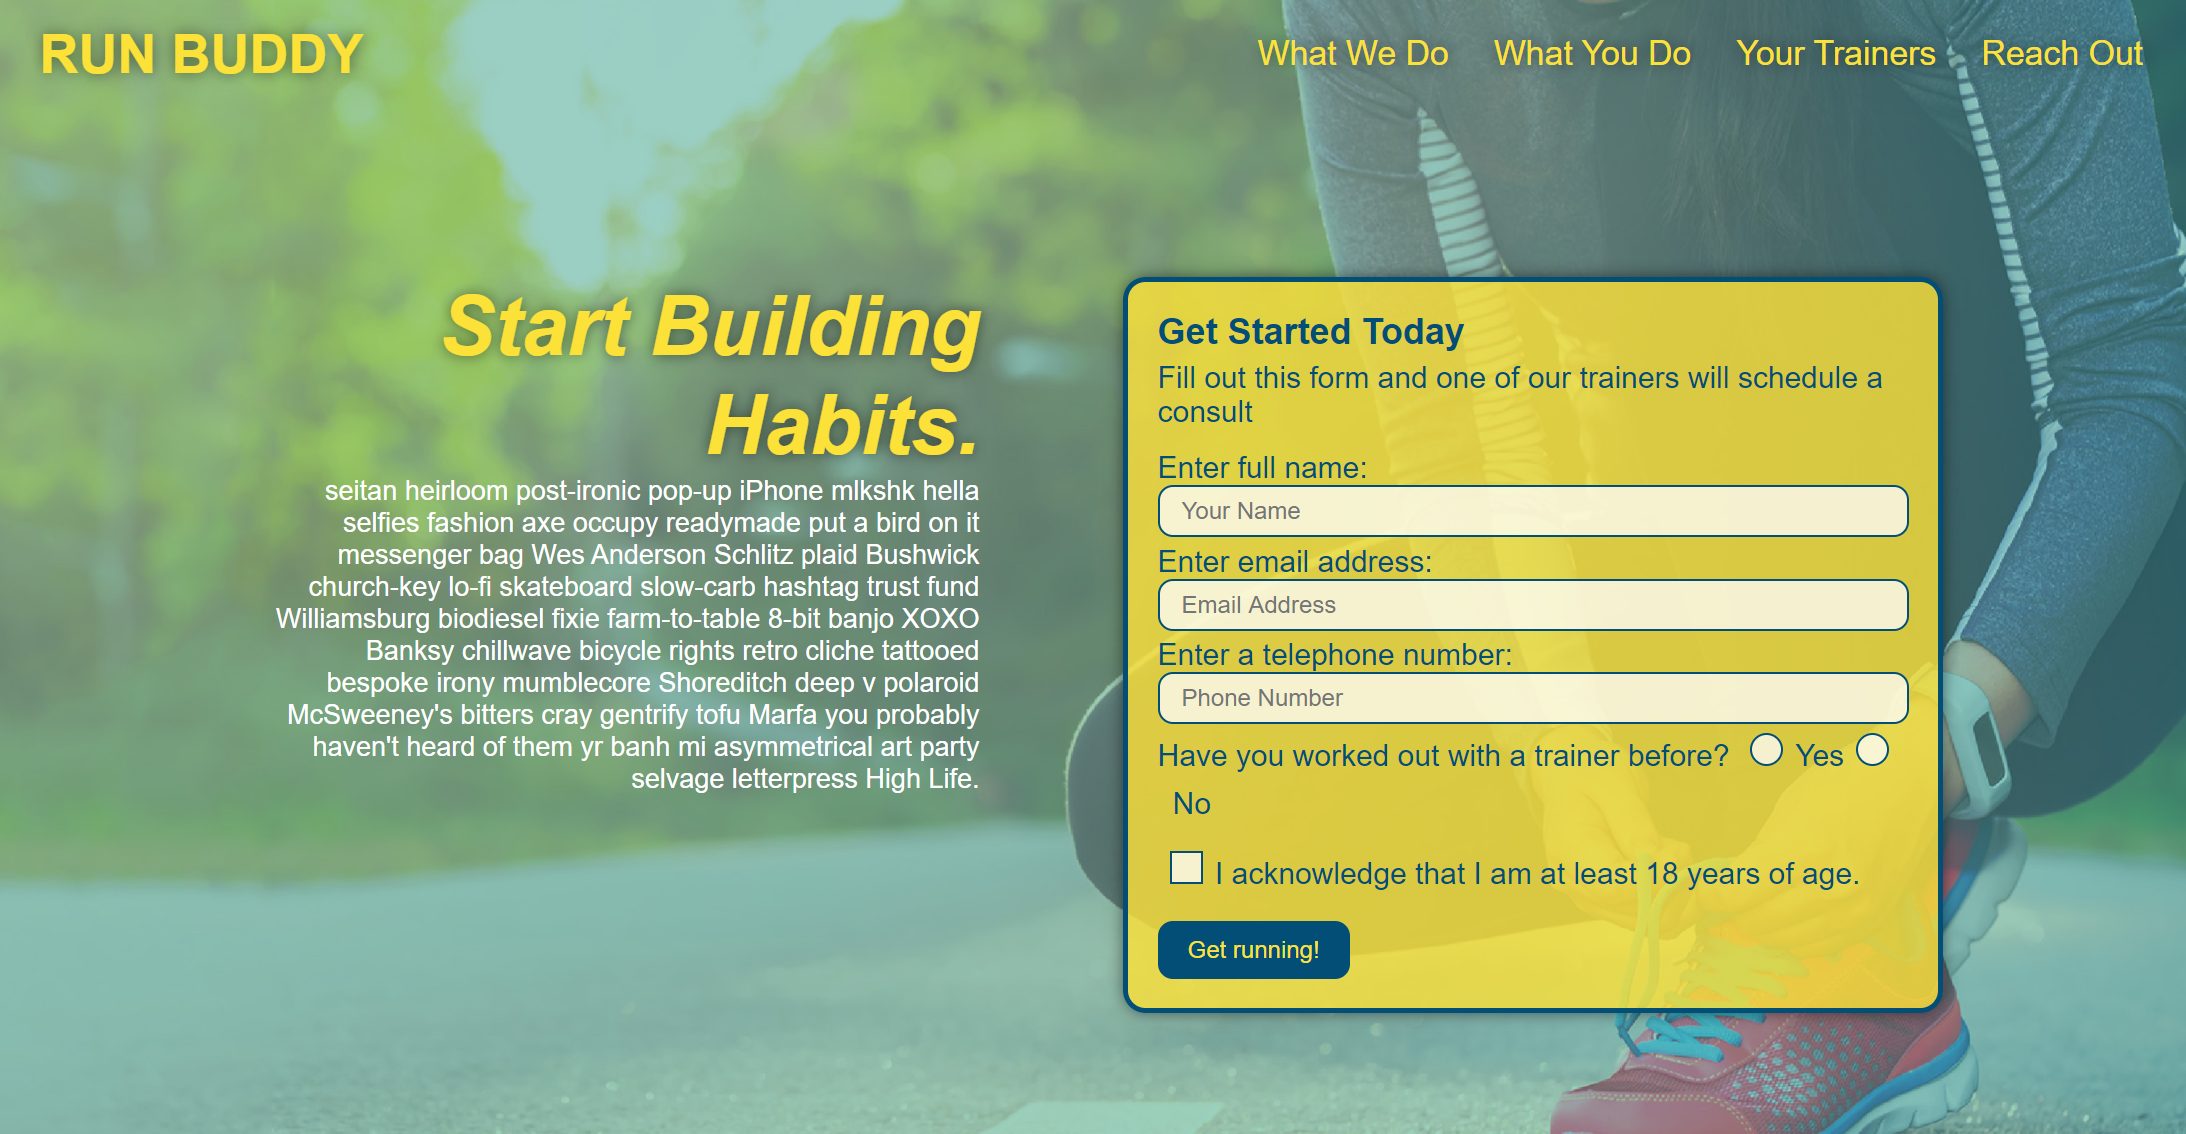 RUN BUDDY
What We Do What You Do Your Trainers Reach Out
Start Building
Habits.
seitan heirloom post-ironic pop-up iPhone mlkshk hella
selfies fashion axe occupy readymade put a bird on it
messenger bag Wes Anderson Schlitz plaid Bushwick
church-key lo-fi skateboard slow-carb hashtag trust fund
Williamsburg biodiesel fixie farm-to-table 8-bit banjo XOXO
Banksy chillwave bicycle rights retro cliche tattooed
bespoke irony mumblecore Shoreditch deep v polaroid
McSweeney's bitters cray gentrify tofu Marfa you probably
haven't heard of them yr banh mi asymmetrical art party
selvage letterpress High Life.
Get Started Today
Fill out this form and one of our trainers will schedule a
consult
Enter full name:
Your Name
Enter email address:
Email Address
Enter a telephone number:
Phone Number
Have you worked out with a trainer before? Yes
No
I acknowledge that I am at least 18 years of age.
Get running!